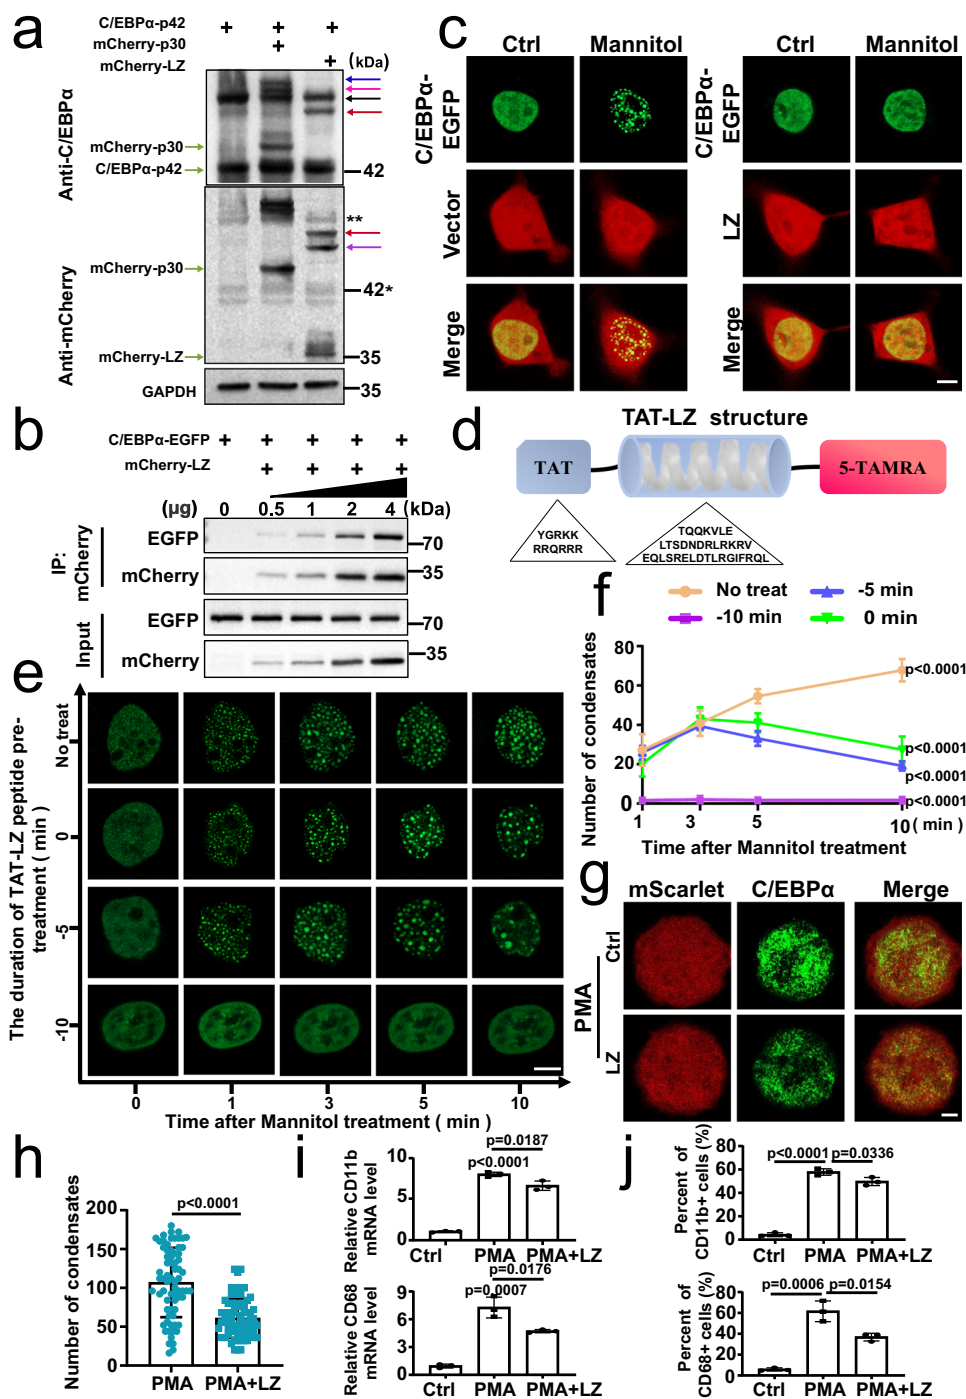 a
C/EBPα-p42 + + +
mCherry-p30 +
mCherry-LZ + (kDa)
Anti-C/EBPα
mCherry-p30
C/EBPα-p42
42
Anti-mCherry
**
mCherry-p30
42*
mCherry-LZ
35
GAPDH
35
b
C/EBPα-EGFP + + + + +
mCherry-LZ + + + +
(μg) 0 0.5 1 2 4 (kDa)
IP: mCherry
EGFP
70
mCherry
35
Input
EGFP
70
mCherry
35
c
Ctrl Mannitol Ctrl Mannitol
C/EBPα-EGFP
C/EBPα-EGFP
Vector
LZ
Merge
Merge
d
TAT-LZ structure
TAT
5-TAMRA
YGRKK
RRQRRR
TQQKVLE
LTSDNDRLRKRV
EQLSRELDTLRGIFRQL
e
The duration of TAT-LZ peptide pre-treatment ( min )
No treat
0
-5
-10
0 1 3 5 10
Time after Mannitol treatment ( min )
f
No treat
-5 min
-10 min
0 min
Number of condensates
80
60
40
20
0
p<0.0001
p<0.0001
p<0.0001
p<0.0001
1 3 5 10 ( min )
Time after Mannitol treatment
g
mScarlet C/EBPα Merge
PMA
Ctrl
LZ
h
Number of condensates
p<0.0001
200
150
100
50
0
PMA PMA+LZ
i
Relative CD11b mRNA level
p=0.0187
p<0.0001
10
5
0
Ctrl PMA PMA+LZ
Relative CD68 mRNA level
p=0.0176
p=0.0007
9
6
3
0
Ctrl PMA PMA+LZ
j
Percent of CD11b+ cells (%)
p<0.0001 p=0.0336
80
60
40
20
0
Ctrl PMA PMA+LZ
Percent of CD68+ cells (%)
p=0.0006 p=0.0154
80
60
40
20
0
Ctrl PMA PMA+LZ